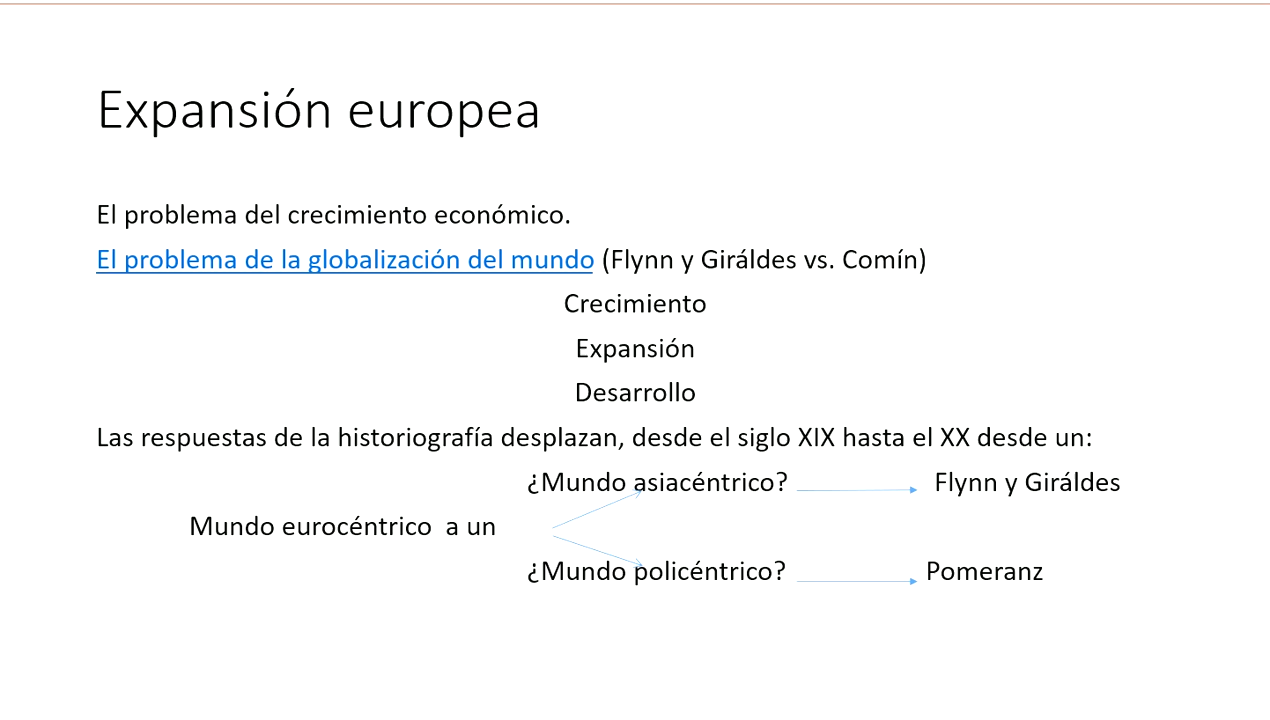 Expansión europea
El problema del crecimiento económico.
El problema de la globalización del mundo (Flynn y Giráldes vs. Comín)
Crecimiento
Expansión
Desarrollo
Las respuestas de la historiografía desplazan, desde el siglo XIX hasta el XX desde un:
¿Mundo asiacéntrico? Flynn y Giráldes
Mundo eurocéntrico a un
¿Mundo policéntrico? Pomeranz